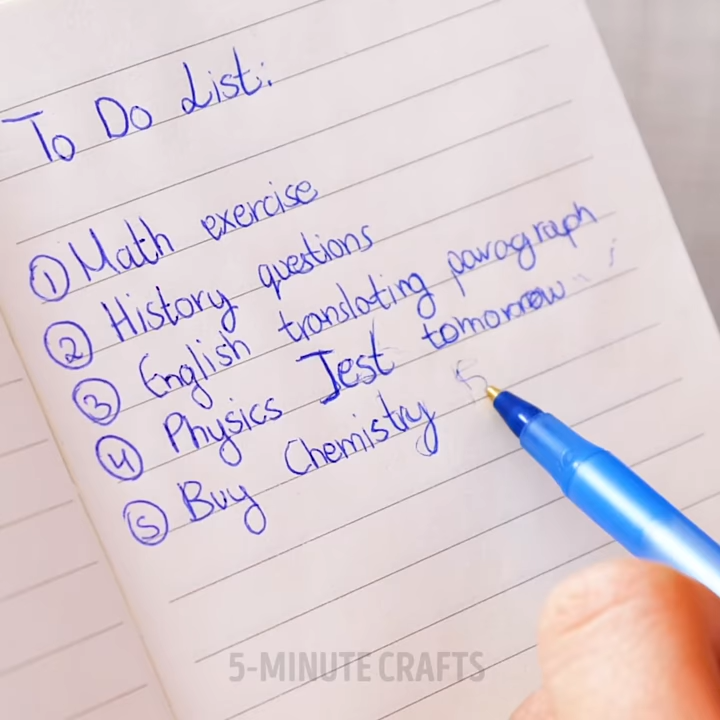 To Do List:
① Math exercise
② History questions
③ English translating paragraph
④ Physics Test tomorrow
⑤ Buy Chemistry
5-MINUTE CRAFTS